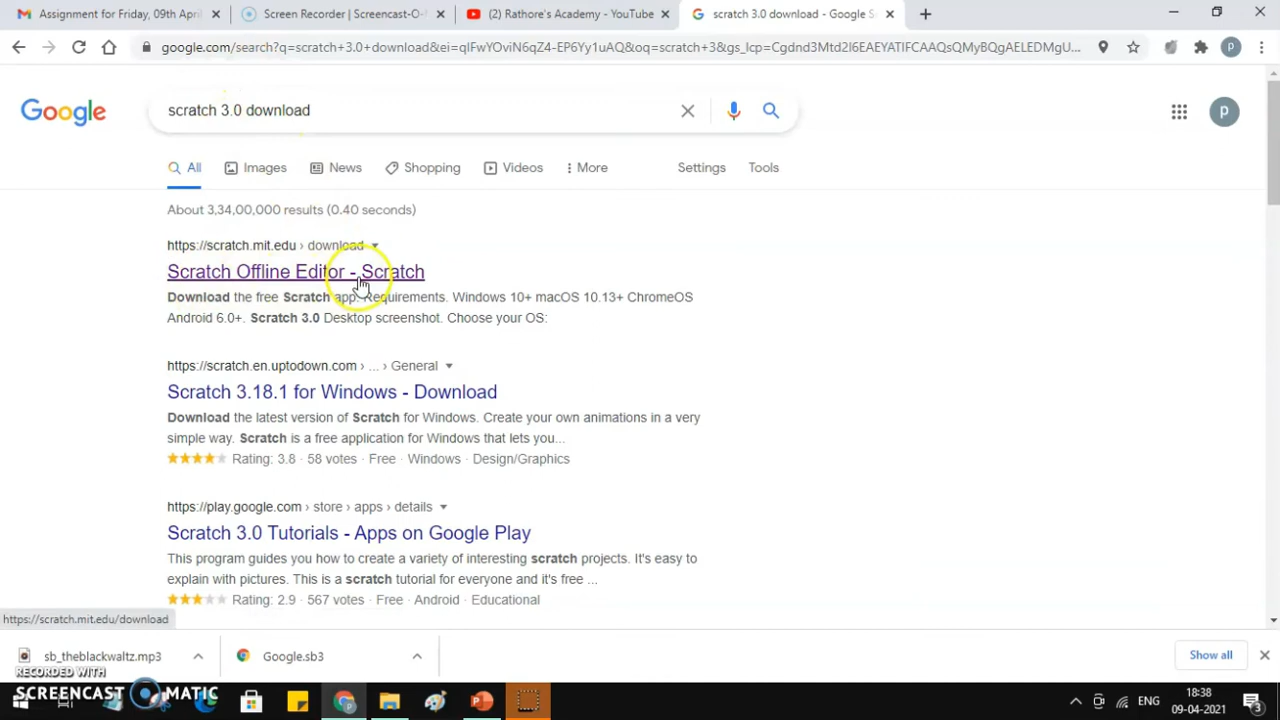 Assignment for Friday, 09th April
Screen Recorder | Screencast-O-M
(2) Rathore's Academy - YouTube
scratch 3.0 download - Google S
google.com/search?q=scratch+3.0+download&ei=qIFwYOviN6qZ4-EP6Yy1uAQ&oq=scratch+3&gs_lcp=Cgdnd3Mtd2l6EAEYATIFCAAQsQMyBQgAELEDMgU...
P
Google
scratch 3.0 download
P
All
Images
News
Shopping
Videos
More
Settings
Tools
About 3,34,00,000 results (0.40 seconds)
https://scratch.mit.edu › download
Scratch Offline Editor - Scratch
Download the free Scratch app. Requirements. Windows 10+ macOS 10.13+ ChromeOS
Android 6.0+. Scratch 3.0 Desktop screenshot. Choose your OS:
https://scratch.en.uptodown.com › ... › General
Scratch 3.18.1 for Windows - Download
Download the latest version of Scratch for Windows. Create your own animations in a very
simple way. Scratch is a free application for Windows that lets you...
Rating: 3.8 · 58 votes · Free · Windows · Design/Graphics
https://play.google.com › store › apps › details
Scratch 3.0 Tutorials - Apps on Google Play
This program guides you how to create a variety of interesting scratch projects. It's easy to
explain with pictures. This is a scratch tutorial for everyone and it's free ...
Rating: 2.9 · 567 votes · Free · Android · Educational
https://scratch.mit.edu/download
sb_theblackwaltz.mp3
Google.sb3
Show all
RECORDED WITH
SCREENCAST MATIC
ENG
18:38
09-04-2021
3